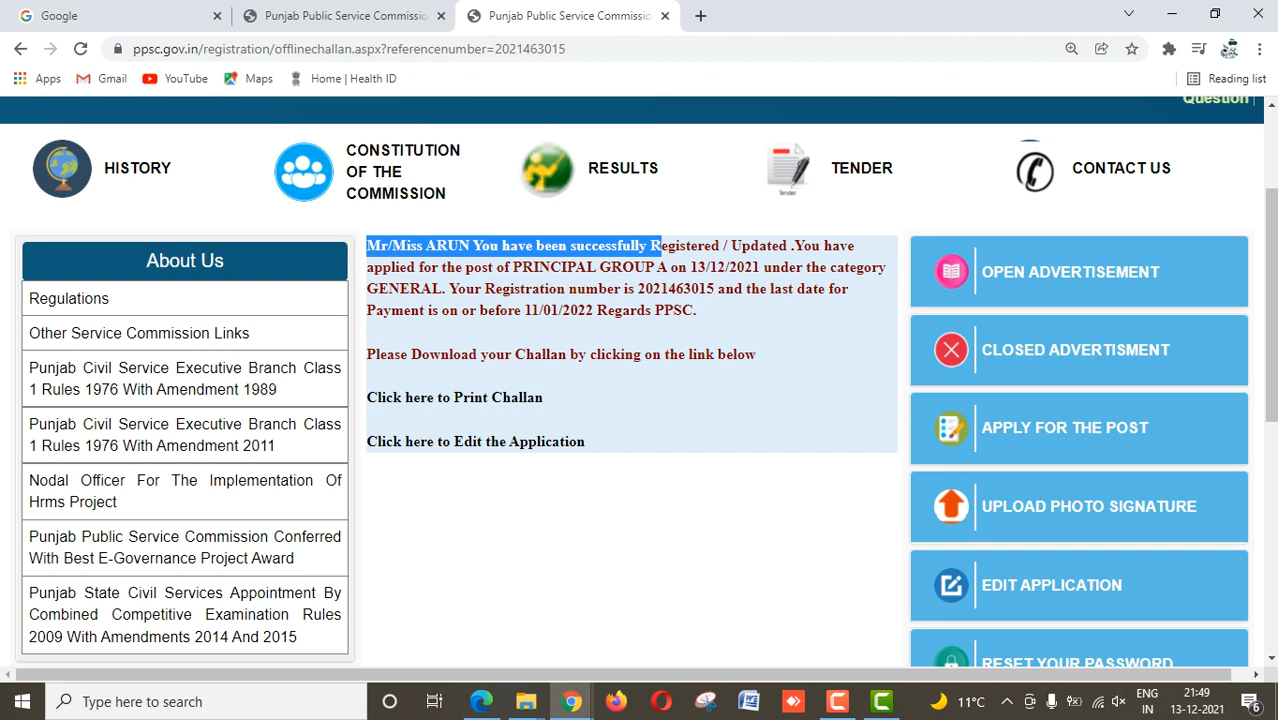 Google
Punjab Public Service Commissio
Punjab Public Service Commissio
ppsc.gov.in/registration/offlinechallan.aspx?referencenumber=2021463015
Apps
Gmail
YouTube
Maps
Home | Health ID
Reading list
Question
HISTORY
CONSTITUTION
OF THE
COMMISSION
RESULTS
Tender
TENDER
CONTACT US
About Us
Regulations
Other Service Commission Links
Punjab Civil Service Executive Branch Class
1 Rules 1976 With Amendment 1989
Punjab Civil Service Executive Branch Class
1 Rules 1976 With Amendment 2011
Nodal Officer For The Implementation Of
Hrms Project
Punjab Public Service Commission Conferred
With Best E-Governance Project Award
Punjab State Civil Services Appointment By
Combined Competitive Examination Rules
2009 With Amendments 2014 And 2015
Mr/Miss ARUN You have been successfully Registered / Updated .You have
applied for the post of PRINCIPAL GROUP A on 13/12/2021 under the category
GENERAL. Your Registration number is 2021463015 and the last date for
Payment is on or before 11/01/2022 Regards PPSC.
Please Download your Challan by clicking on the link below
Click here to Print Challan
Click here to Edit the Application
OPEN ADVERTISEMENT
CLOSED ADVERTISMENT
APPLY FOR THE POST
UPLOAD PHOTO SIGNATURE
EDIT APPLICATION
RESET YOUR PASSWORD
Type here to search
11°C
ENG
IN
21:49
13-12-2021
6